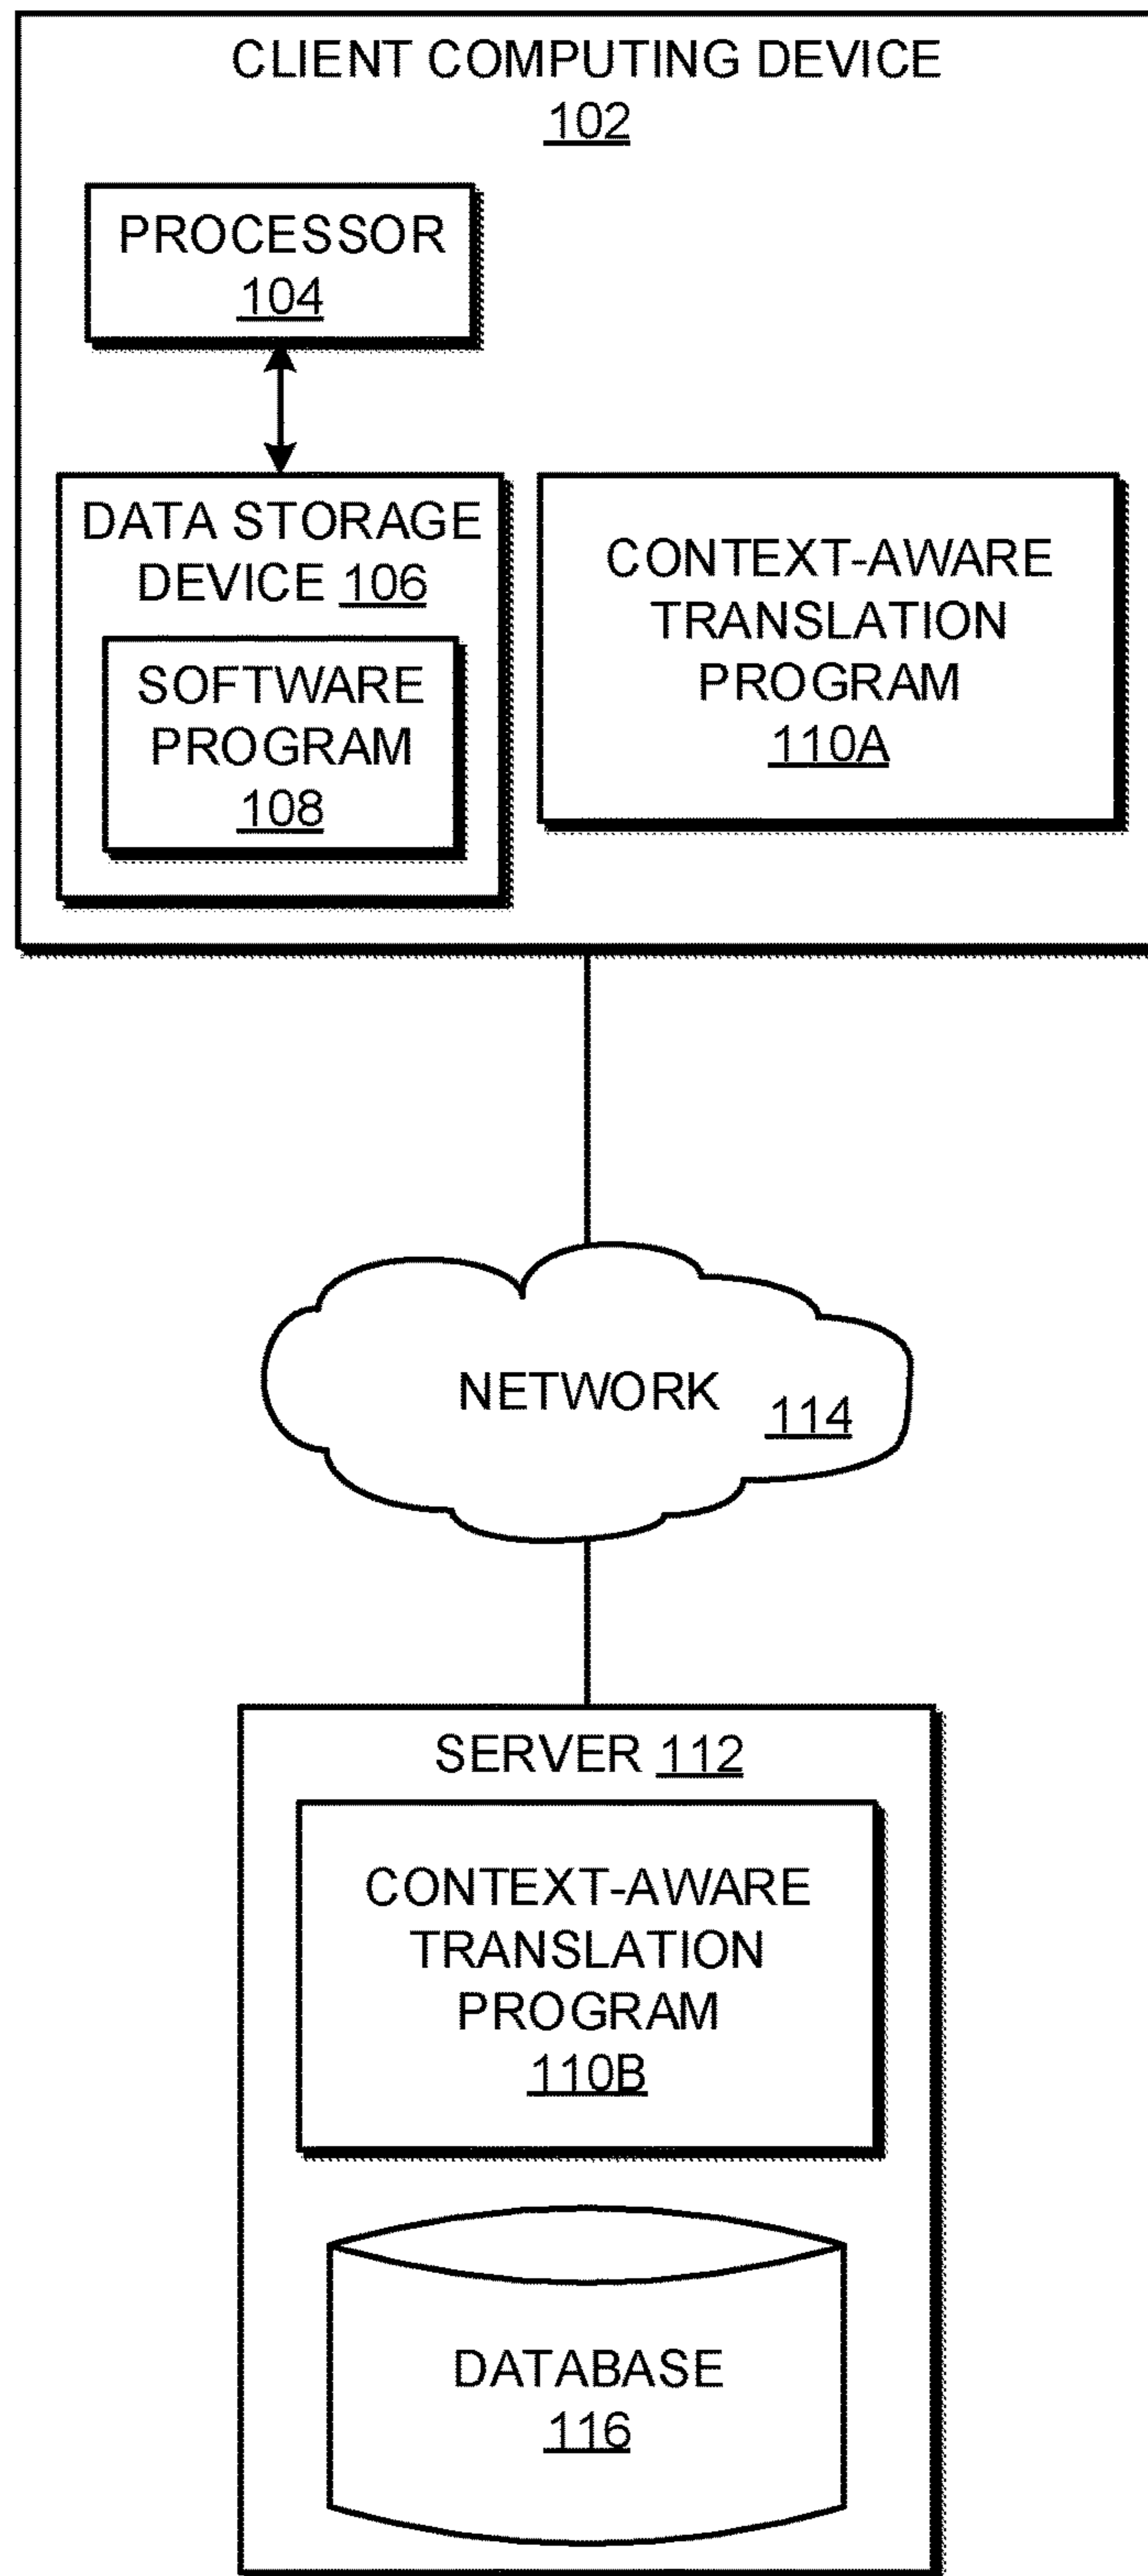 CLIENT COMPUTING DEVICE
102
PROCESSOR
104
DATA STORAGE
DEVICE 106
SOFTWARE
PROGRAM
108
CONTEXT-AWARE
TRANSLATION
PROGRAM
110A
NETWORK 114
SERVER 112
CONTEXT-AWARE
TRANSLATION
PROGRAM
110B
DATABASE
116